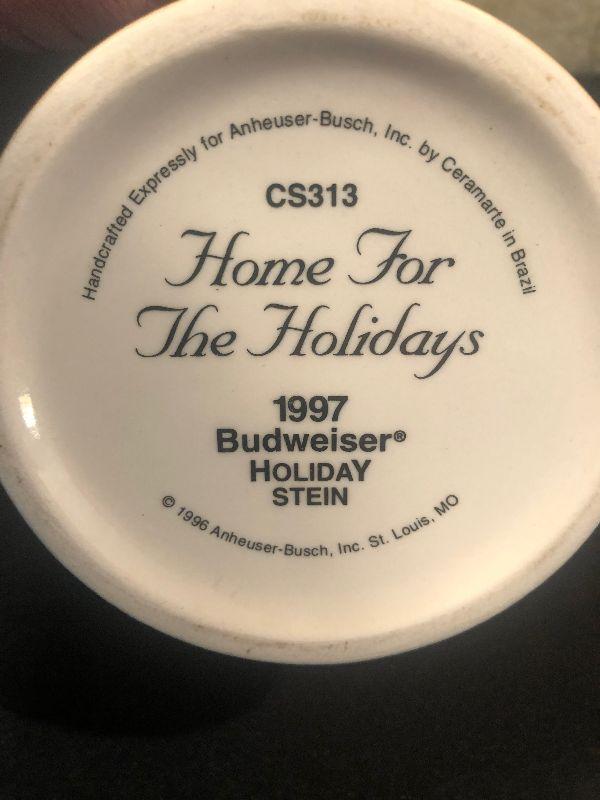 Handcrafted Expressly for Anheuser-Busch, Inc. by Ceramarte in Brazil
CS313
Home For
The Holidays
1997
Budweiser®
HOLIDAY
STEIN
© 1996 Anheuser-Busch, Inc. St. Louis, MO